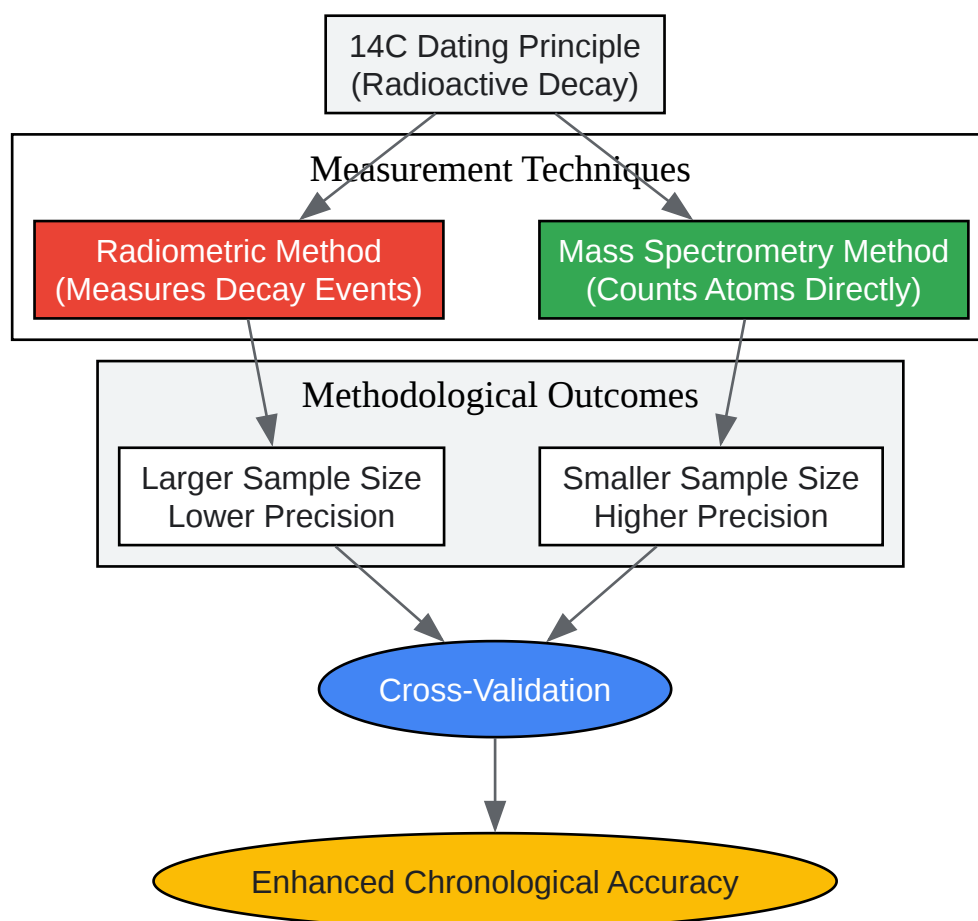 14C Dating Principle
(Radioactive Decay)
Measurement Techniques
Radiometric Method
(Measures Decay Events)
Mass Spectrometry Method
(Counts Atoms Directly)
Methodological Outcomes
Larger Sample Size
Lower Precision
Smaller Sample Size
Higher Precision
Cross-Validation
Enhanced Chronological Accuracy